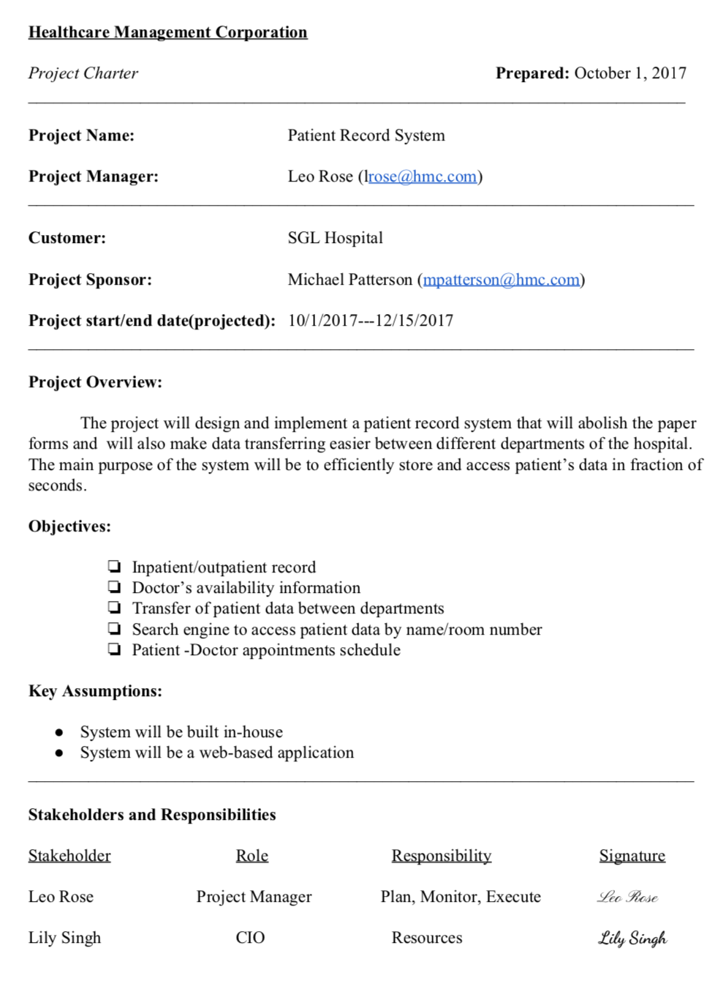 Healthcare Management Corporation
Project Charter Prepared: October 1, 2017
Project Name: Patient Record System
Project Manager: Leo Rose (lrose@hmc.com)
Customer: SGL Hospital
Project Sponsor: Michael Patterson (mpatterson@hmc.com)
Project start/end date(projected): 10/1/2017---12/15/2017
Project Overview:
The project will design and implement a patient record system that will abolish the paper
forms and  will also make data transferring easier between different departments of the hospital.
The main purpose of the system will be to efficiently store and access patient’s data in fraction of
seconds.
Objectives:
❏ Inpatient/outpatient record
❏ Doctor’s availability information
❏ Transfer of patient data between departments
❏ Search engine to access patient data by name/room number
❏ Patient -Doctor appointments schedule
Key Assumptions:
● System will be built in-house
● System will be a web-based application
Stakeholders and Responsibilities
Stakeholder Role Responsibility Signature
Leo Rose Project Manager Plan, Monitor, Execute Leo Rose
Lily Singh CIO Resources Lily Singh